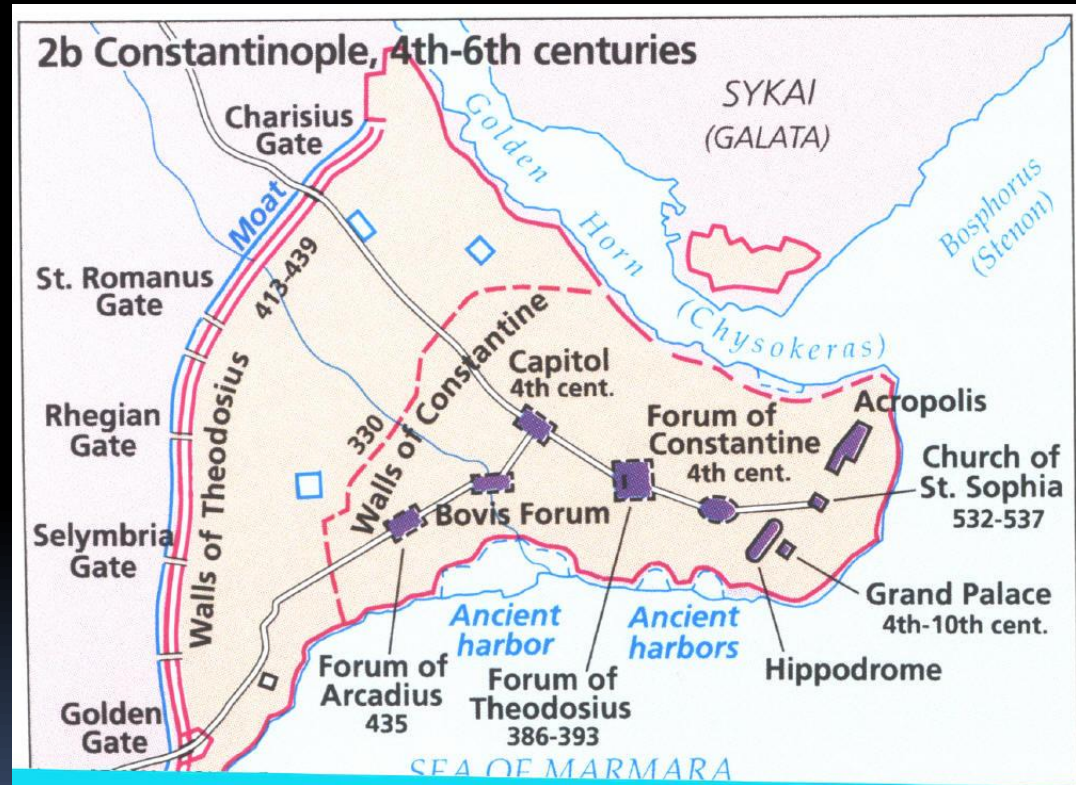 2b Constantinople, 4th-6th centuries
SYKAI
(GALATA)
Golden
Horn
(Chysokeras)
Bosphorus
(Stenon)
Charisius
Gate
Moat
413-439
St. Romanus
Gate
Walls of Theodosius
Rhegian
Gate
Selymbria
Gate
Golden
Gate
330
Walls of Constantine
Capitol
4th cent.
Forum of
Constantine
4th cent.
Acropolis
Church of
St. Sophia
532-537
Bovis Forum
Grand Palace
4th-10th cent.
Hippodrome
Ancient
harbor
Ancient
harbors
Forum of
Arcadius
435
Forum of
Theodosius
386-393
SEA OF MARMARA